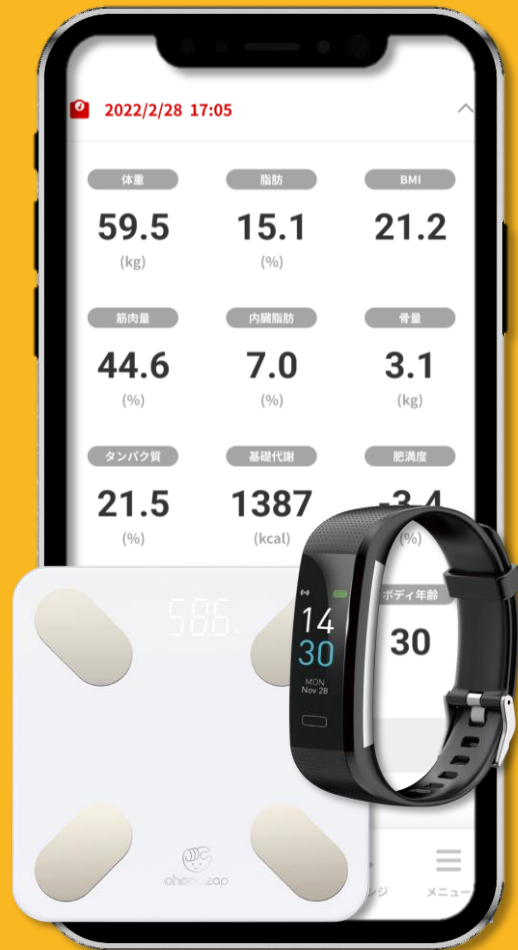 2022/2/28 17:05
体重 脂肪 BMI
59.5 15.1 21.2
(kg) (%)
筋肉量 内臓脂肪 骨量
44.6 7.0 3.1
(%) (%) (kg)
タンパク質 基礎代謝 肥満度
21.5 1387 -3.4
(%) (kcal) (%)
ボディ年齢
30
58.6
14
30
MON
Nov 28
chocozap
メニュー